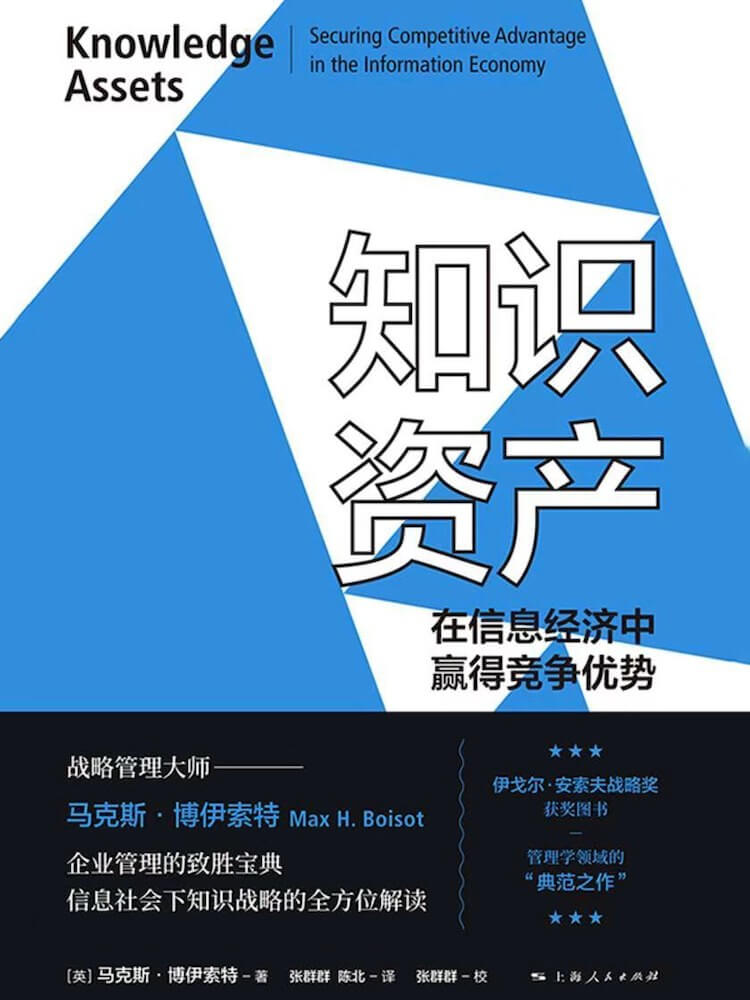 Knowledge
Assets
Securing Competitive Advantage
in the Information Economy
知识
资产
在信息经济中
赢得竞争优势
战略管理大师——
马克斯·博伊索特 Max H. Boisot
企业管理的致胜宝典
信息社会下知识战略的全方位解读
★★★
伊戈尔·安索夫战略奖
获奖图书
—
管理学领域的
“典范之作”
★★★
[英] 马克斯·博伊索特–著 张群群 陈北–译 张群群–校 上海人民出版社